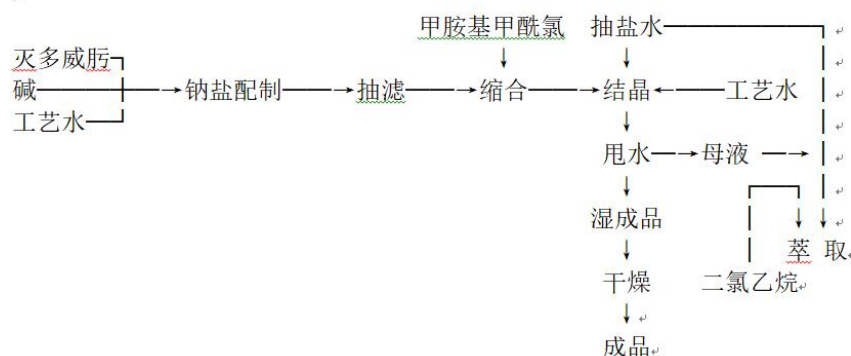 甲胺基甲酰氯 抽盐水
灭多威肟
碱 钠盐配制 抽滤 缩合 结晶 工艺水
工艺水
甩水 母液
湿成品
萃 取
干燥 二氯乙烷
成品